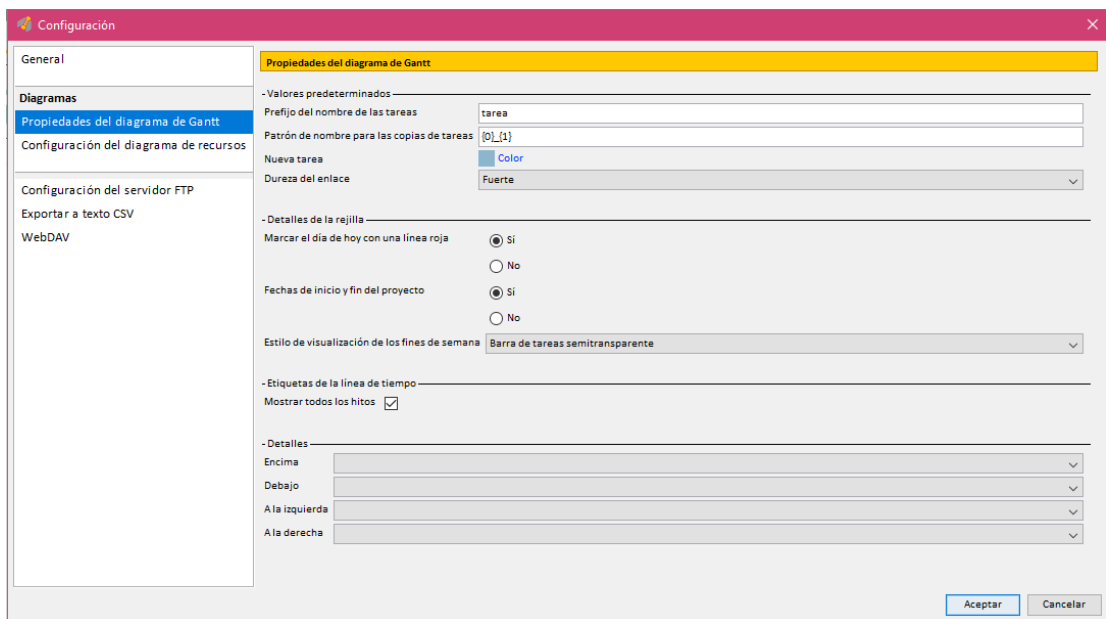 Configuración
General
Diagramas
Propiedades del diagrama de Gantt
Configuración del diagrama de recursos
Configuración del servidor FTP
Exportar a texto CSV
WebDAV
Propiedades del diagrama de Gantt
Valores predeterminados
Prefijo del nombre de las tareas tarea
Patrón de nombre para las copias de tareas {0}_{1}
Nueva tarea Color
Dureza del enlace Fuerte
Detalles de la rejilla
Marcar el día de hoy con una línea roja Sí
No
Fechas de inicio y fin del proyecto Sí
No
Estilo de visualización de los fines de semana Barra de tareas semitransparente
Etiquetas de la línea de tiempo
Mostrar todos los hitos
Detalles
Encima
Debajo
A la izquierda
A la derecha
Aceptar Cancelar